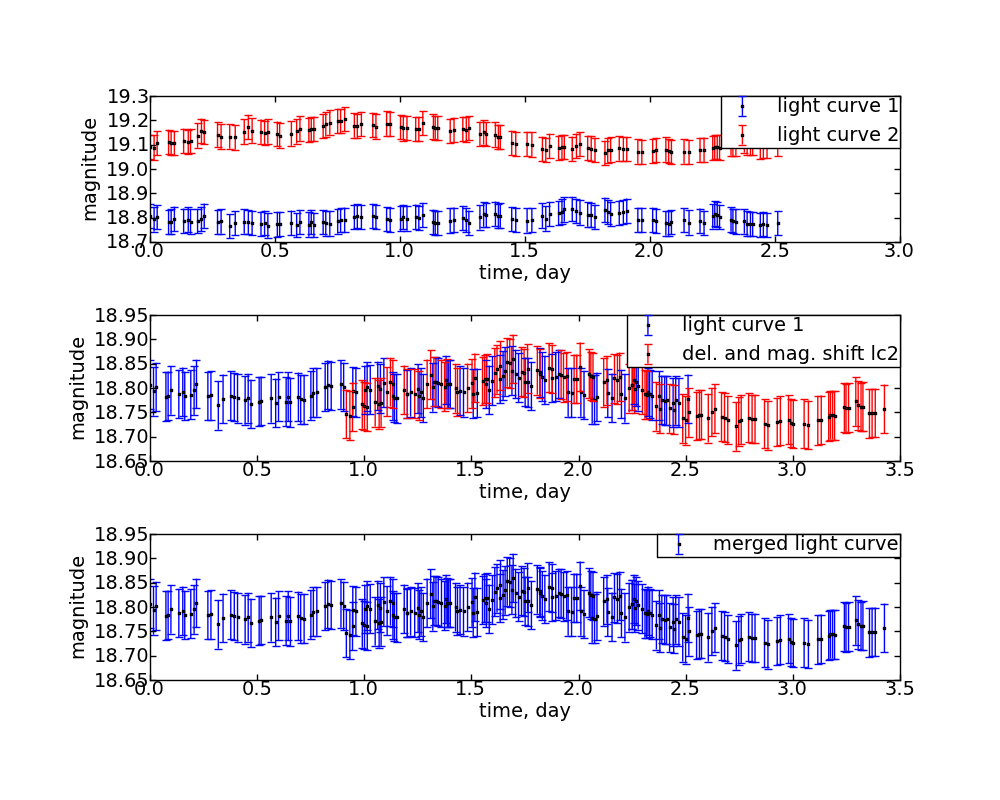 19.3
19.2
19.1
19.0
18.9
18.8
18.7
magnitude
light curve 1
light curve 2
0.0 0.5 1.0 1.5 2.0 2.5 3.0
time, day
18.95
18.90
18.85
18.80
18.75
18.70
18.65
magnitude
light curve 1
del. and mag. shift lc2
0.0 0.5 1.0 1.5 2.0 2.5 3.0 3.5
time, day
18.95
18.90
18.85
18.80
18.75
18.70
18.65
magnitude
merged light curve
0.0 0.5 1.0 1.5 2.0 2.5 3.0 3.5
time, day